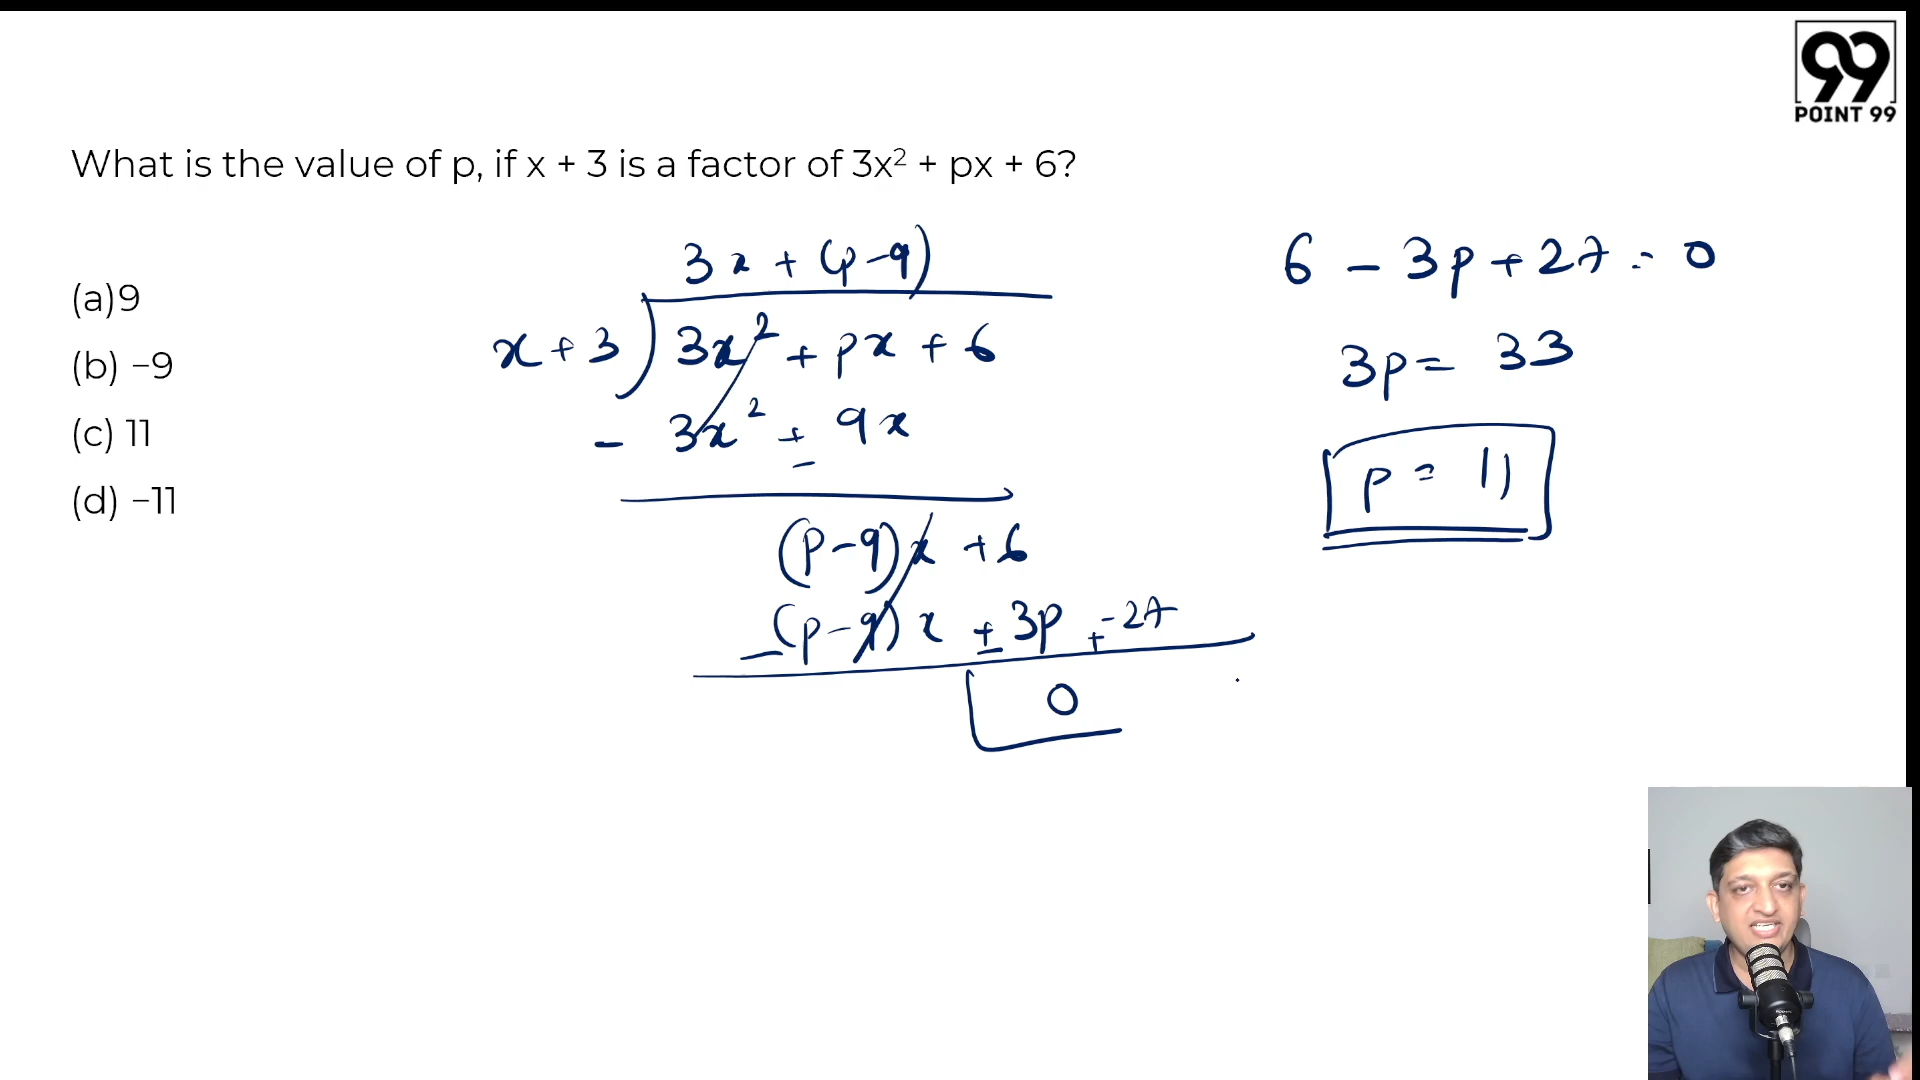 99
POINT 99
What is the value of p, if x + 3 is a factor of 3x² + px + 6?
(a) 9
(b) −9
(c) 11
(d) −11
3x + (p-9)
x+3 ) 3x² + px + 6
- 3x² + 9x
-
(p-9)x + 6
(p-9)x + 3p - 27
- - +
0
6 - 3p + 27 = 0
3p = 33
p = 11